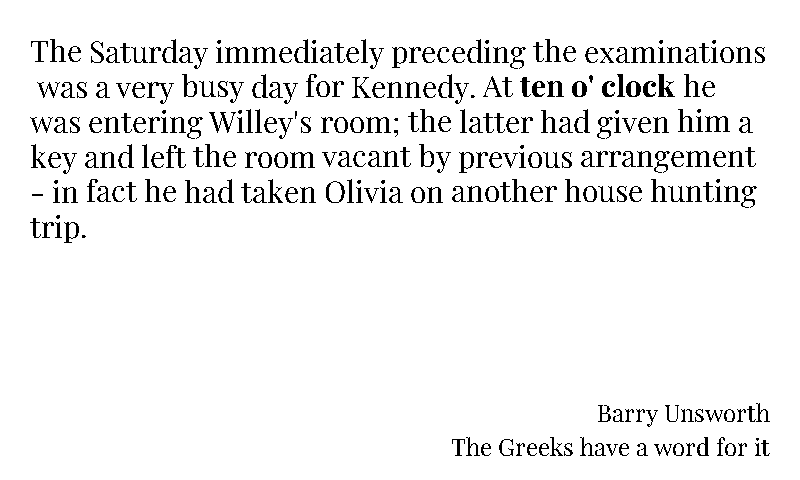 The Saturday immediately preceding the examinations
was a very busy day for Kennedy. At ten o' clock he
was entering Willey's room; the latter had given him a
key and left the room vacant by previous arrangement
- in fact he had taken Olivia on another house hunting
trip.
Barry Unsworth
The Greeks have a word for it